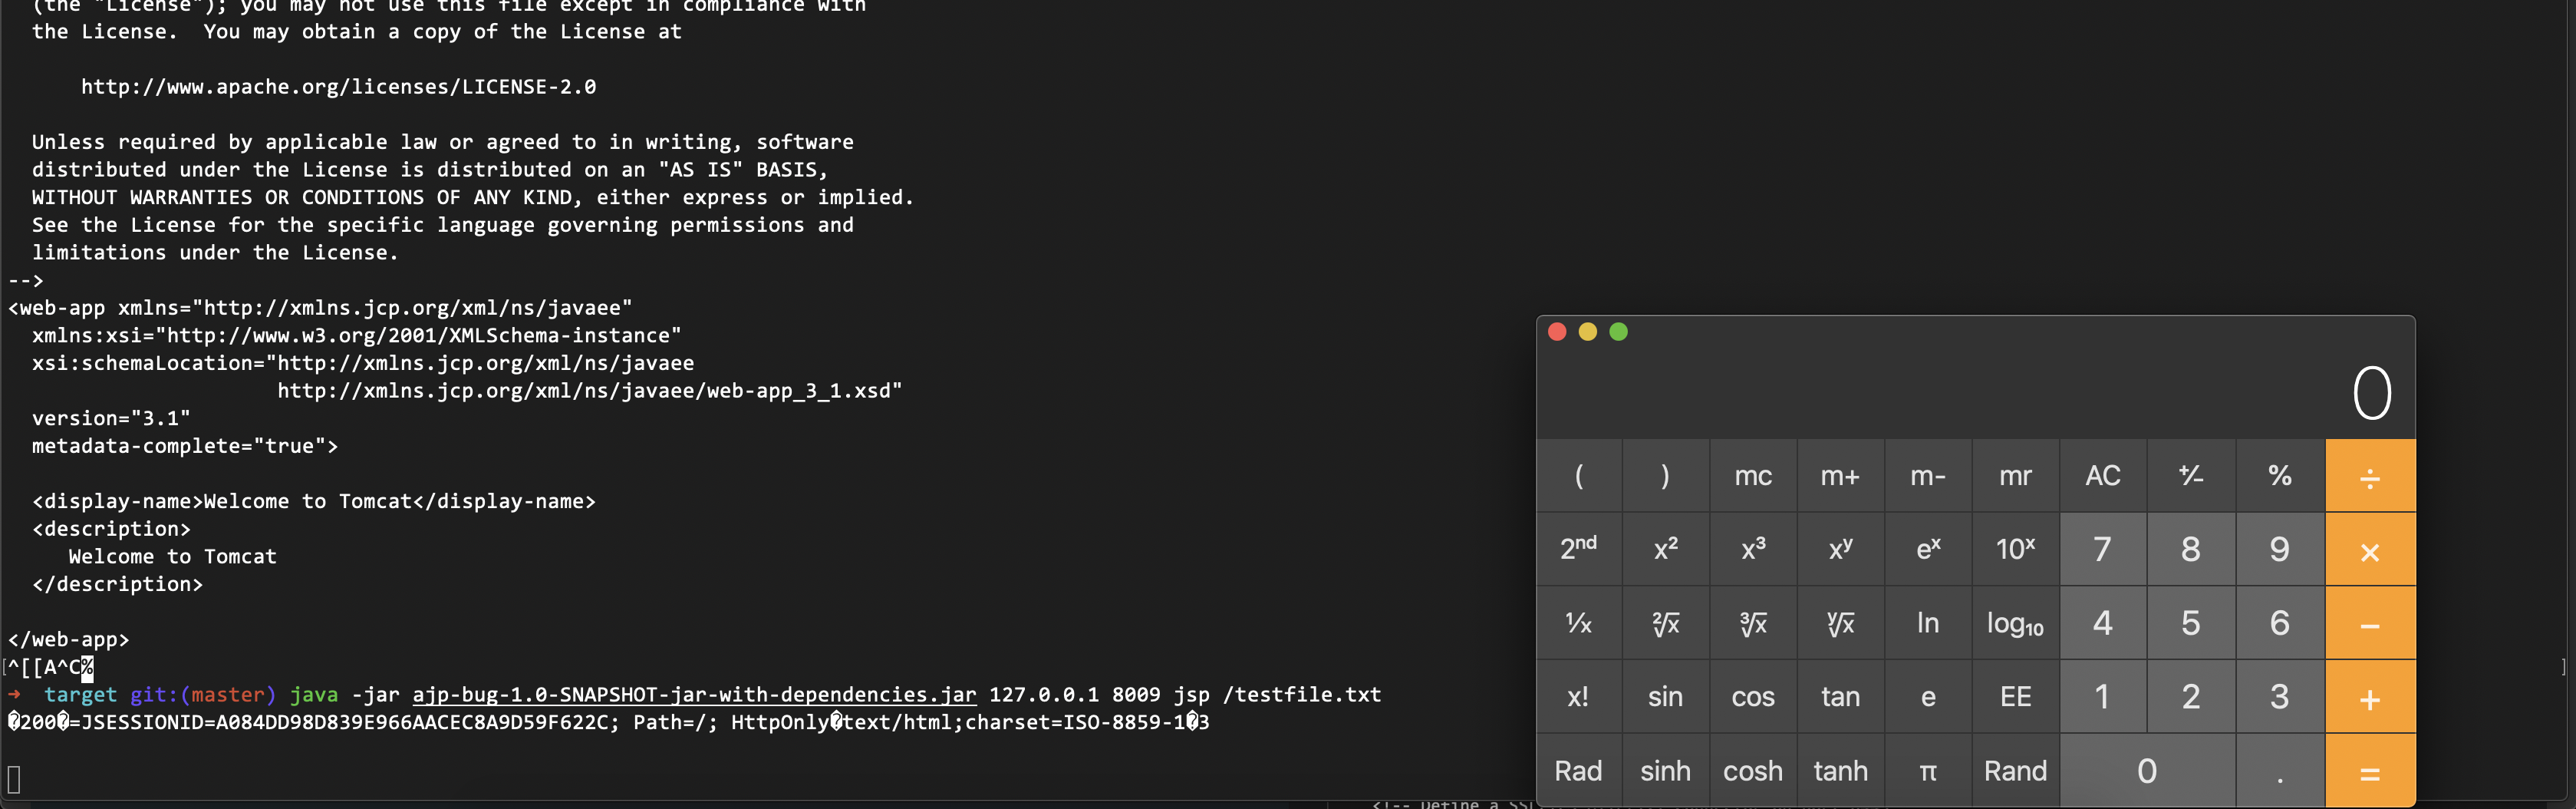 (the "License"); you may not use this file except in compliance with
the License.  You may obtain a copy of the License at
http://www.apache.org/licenses/LICENSE-2.0
Unless required by applicable law or agreed to in writing, software
distributed under the License is distributed on an "AS IS" BASIS,
WITHOUT WARRANTIES OR CONDITIONS OF ANY KIND, either express or implied.
See the License for the specific language governing permissions and
limitations under the License.
-->
<web-app xmlns="http://xmlns.jcp.org/xml/ns/javaee"
xmlns:xsi="http://www.w3.org/2001/XMLSchema-instance"
xsi:schemaLocation="http://xmlns.jcp.org/xml/ns/javaee
http://xmlns.jcp.org/xml/ns/javaee/web-app_3_1.xsd"
version="3.1"
metadata-complete="true">
<display-name>Welcome to Tomcat</display-name>
<description>
Welcome to Tomcat
</description>
</web-app>
[^[[A^C%
➜  target git:(master) java -jar ajp-bug-1.0-SNAPSHOT-jar-with-dependencies.jar 127.0.0.1 8009 jsp /testfile.txt
�200�=JSESSIONID=A084DD98D839E966AACEC8A9D59F622C; Path=/; HttpOnly�text/html;charset=ISO-8859-1�3
]
0
( ) mc m+ m- mr AC +/- % ÷
2nd x² x³ xʸ eˣ 10ˣ 7 8 9 ×
1/x ²√x ³√x ʸ√x ln log₁₀ 4 5 6 −
x! sin cos tan e EE 1 2 3 +
Rad sinh cosh tanh π Rand 0 . =
<!-- Define a SSL